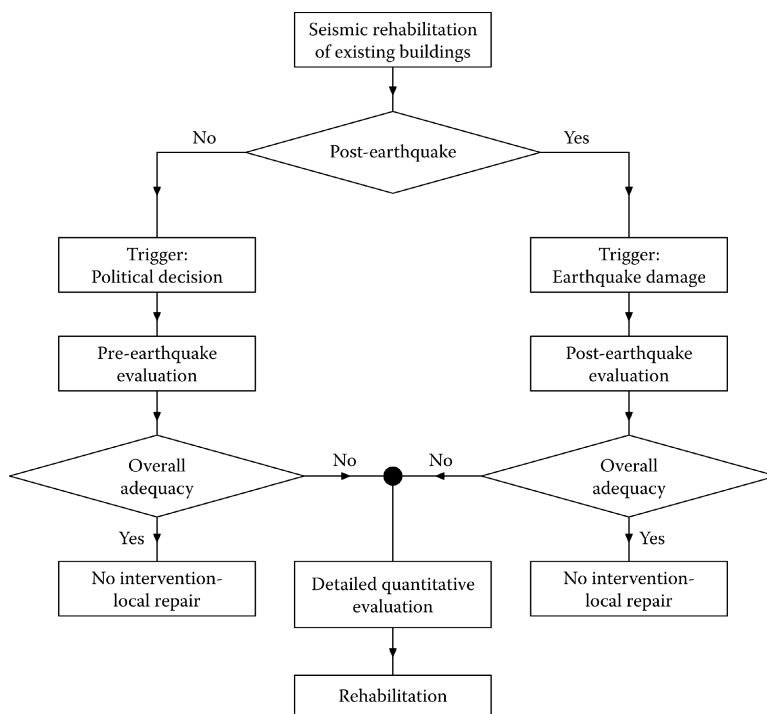 Seismic rehabilitation
of existing buildings
No
Post-earthquake
Yes
Trigger:
Political decision
Trigger:
Earthquake damage
Pre-earthquake
evaluation
Post-earthquake
evaluation
Overall
adequacy
No
No
Overall
adequacy
Yes
Yes
No intervention-
local repair
Detailed quantitative
evaluation
No intervention-
local repair
Rehabilitation